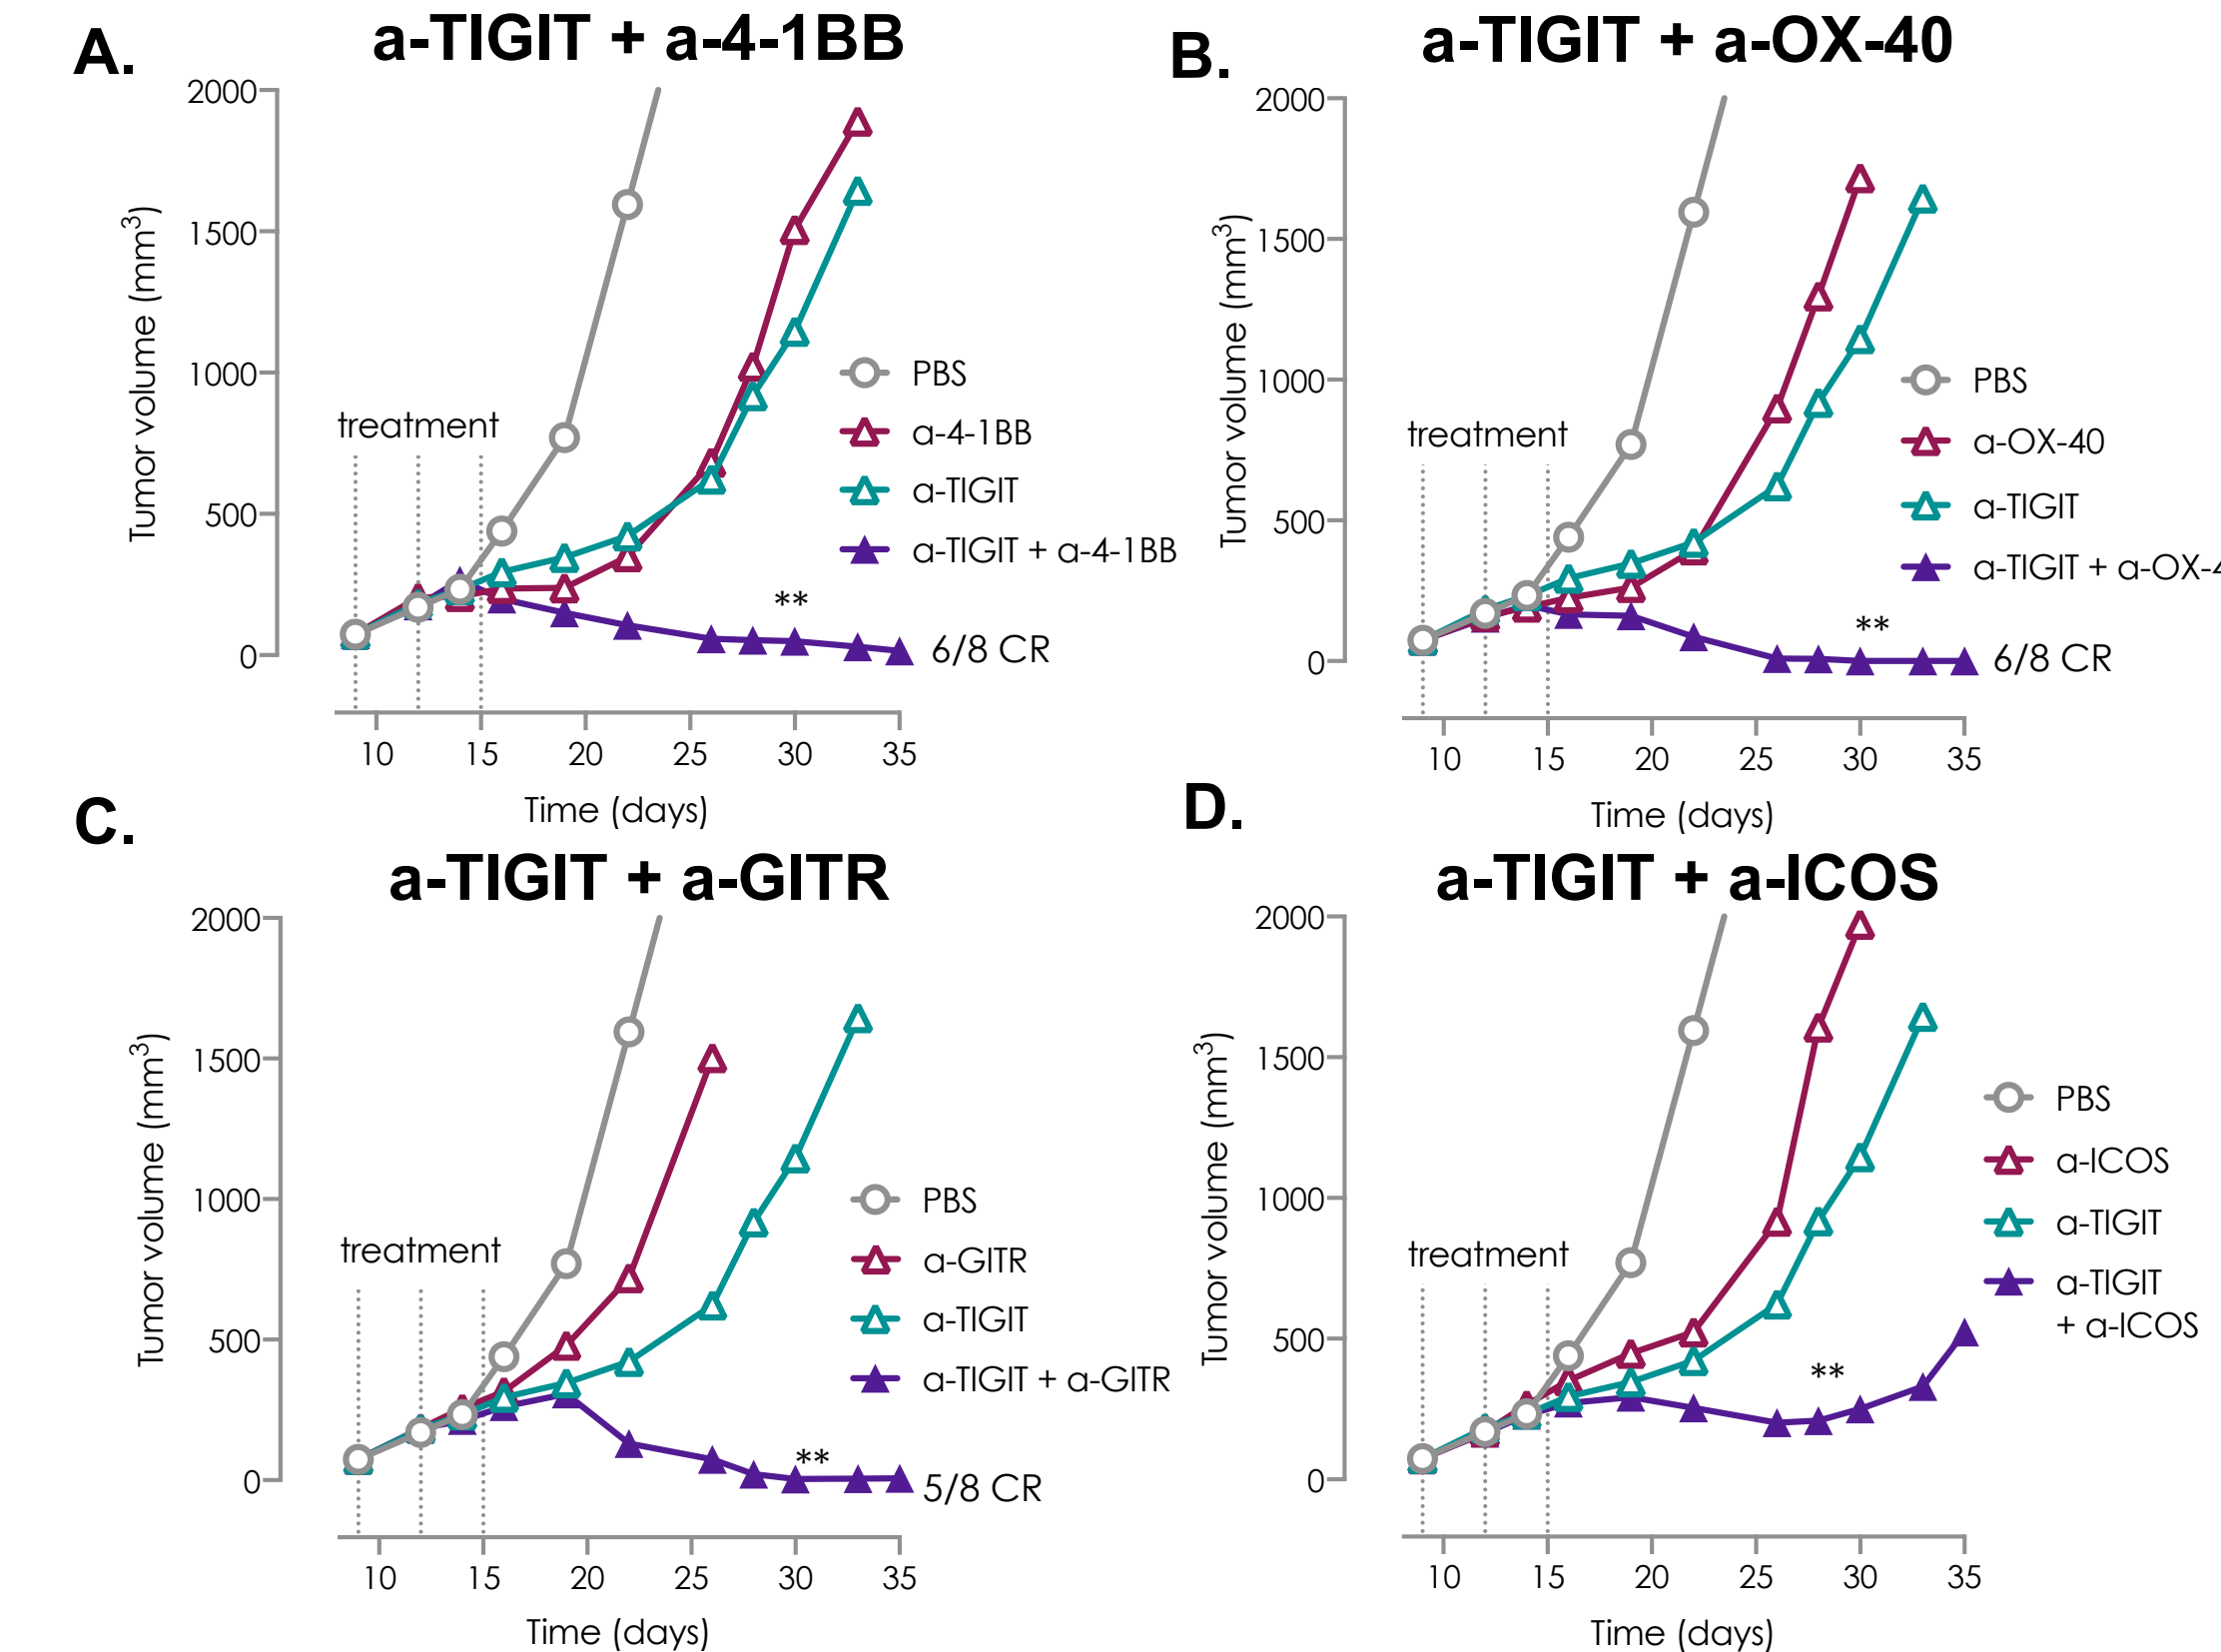 A.
a-TIGIT + a-4-1BB
2000
1500
1000
500
0
Tumor volume (mm³)
treatment
PBS
a-4-1BB
a-TIGIT
a-TIGIT + a-4-1BB
**
6/8 CR
10 15 20 25 30 35
Time (days)
B.
a-TIGIT + a-OX-40
2000
1500
1000
500
0
Tumor volume (mm³)
treatment
PBS
a-OX-40
a-TIGIT
a-TIGIT + a-OX-4
**
6/8 CR
10 15 20 25 30 35
Time (days)
C.
a-TIGIT + a-GITR
2000
1500
1000
500
0
Tumor volume (mm³)
treatment
PBS
a-GITR
a-TIGIT
a-TIGIT + a-GITR
**
5/8 CR
10 15 20 25 30 35
Time (days)
D.
a-TIGIT + a-ICOS
2000
1500
1000
500
0
Tumor volume (mm³)
treatment
PBS
a-ICOS
a-TIGIT
a-TIGIT
+ a-ICOS
**
10 15 20 25 30 35
Time (days)